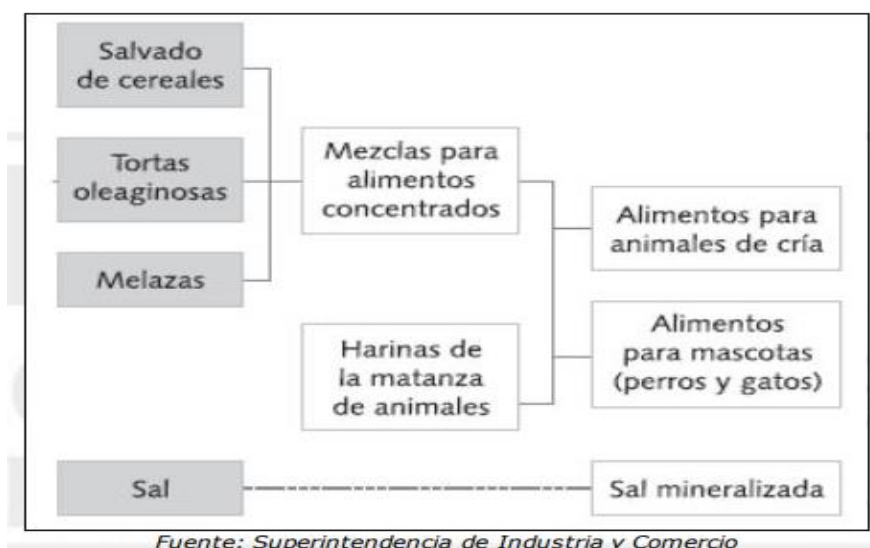 Salvado
de cereales
Tortas
oleaginosas
Melazas
Mezclas para
alimentos
concentrados
Harinas de
la matanza
de animales
Alimentos para
animales de cría
Alimentos
para mascotas
(perros y gatos)
Sal
Sal mineralizada
Fuente: Superintendencia de Industria y Comercio